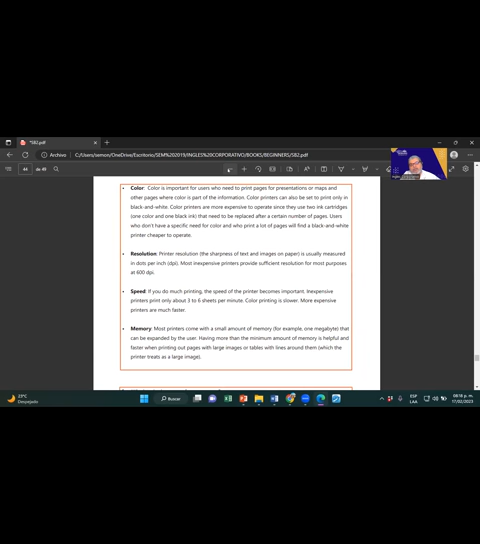 *SB2.pdf
Archivo
C:/Users/semon/OneDrive/Escritorio/SEM%202019/INGLES%20CORPORATIVO/BOOKS/BEGINNERS/SB2.pdf
44
de 49
• Color: Color is important for users who need to print pages for presentations or maps and
other pages where color is part of the information. Color printers can also be set to print only in
black-and-white. Color printers are more expensive to operate since they use two ink cartridges
(one color and one black ink) that need to be replaced after a certain number of pages. Users
who don't have a specific need for color and who print a lot of pages will find a black-and-white
printer cheaper to operate.
• Resolution: Printer resolution (the sharpness of text and images on paper) is usually measured
in dots per inch (dpi). Most inexpensive printers provide sufficient resolution for most purposes
at 600 dpi.
• Speed: If you do much printing, the speed of the printer becomes important. Inexpensive
printers print only about 3 to 6 sheets per minute. Color printing is slower. More expensive
printers are much faster.
• Memory: Most printers come with a small amount of memory (for example, one megabyte) that
can be expanded by the user. Having more than the minimum amount of memory is helpful and
faster when printing out pages with large images or tables with lines around them (which the
printer treats as a large image).
23°C
Despejado
Buscar
ESP
LAA
08:18 p. m.
17/02/2023